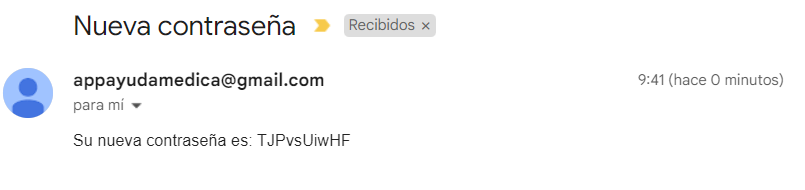 Nueva contraseña
Recibidos ×
appayudamedica@gmail.com
9:41 (hace 0 minutos)
para mí
Su nueva contraseña es: TJPvsUiwHF